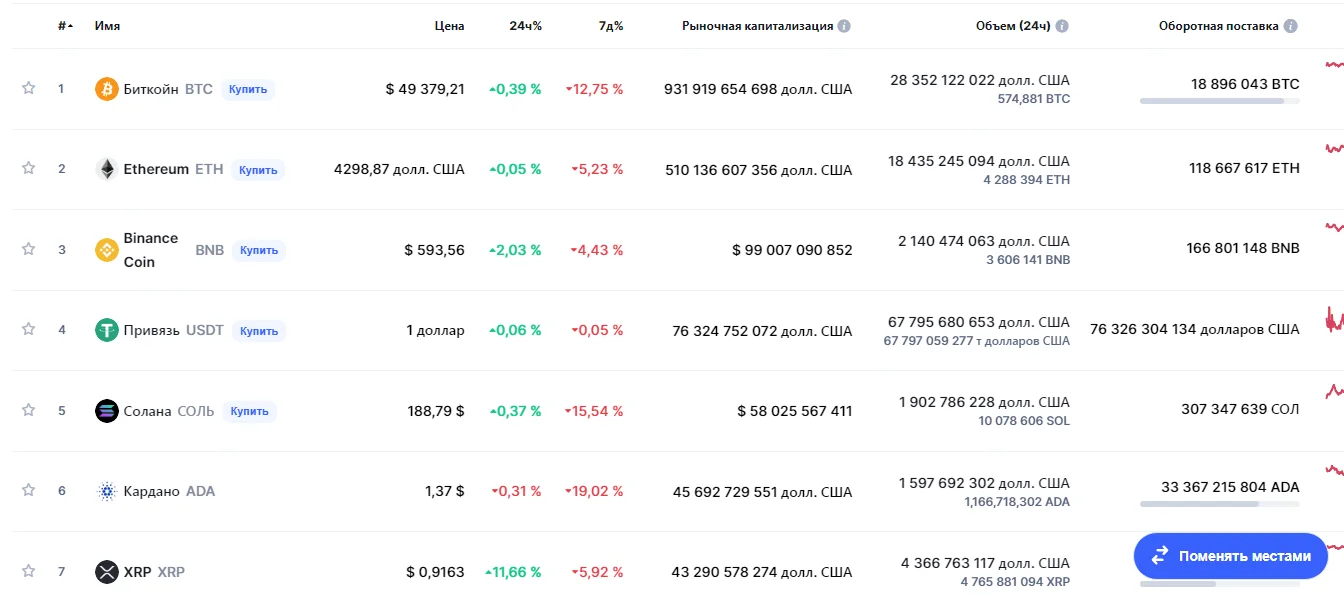 # Имя Цена 24ч% 7д% Рыночная капитализация Объем (24ч) Оборотная поставка
1 Биткойн BTC Купить $ 49 379,21 0,39 % 12,75 % 931 919 654 698 долл. США 28 352 122 022 долл. США 18 896 043 BTC
574,881 BTC
2 Ethereum ETH Купить 4298,87 долл. США 0,05 % 5,23 % 510 136 607 356 долл. США 18 435 245 094 долл. США 118 667 617 ETH
4 288 394 ETH
3 Binance Coin BNB Купить $ 593,56 2,03 % 4,43 % $ 99 007 090 852 2 140 474 063 долл. США 166 801 148 BNB
3 606 141 BNB
4 Привязь USDT Купить 1 доллар 0,06 % 0,05 % 76 324 752 072 долл. США 67 795 680 653 долл. США 76 326 304 134 долларов США
67 797 059 277 т долларов США
5 Солана СОЛЬ Купить 188,79 $ 0,37 % 15,54 % $ 58 025 567 411 1 902 786 228 долл. США 307 347 639 СОЛ
10 078 606 SOL
6 Кардано ADA 1,37 $ 0,31 % 19,02 % 45 692 729 551 долл. США 1 597 692 302 долл. США 33 367 215 804 ADA
1,166,718,302 ADA
7 XRP XRP $ 0,9163 11,66 % 5,92 % 43 290 578 274 долл. США 4 366 763 117 долл. США
4 765 881 094 XRP
Поменять местами